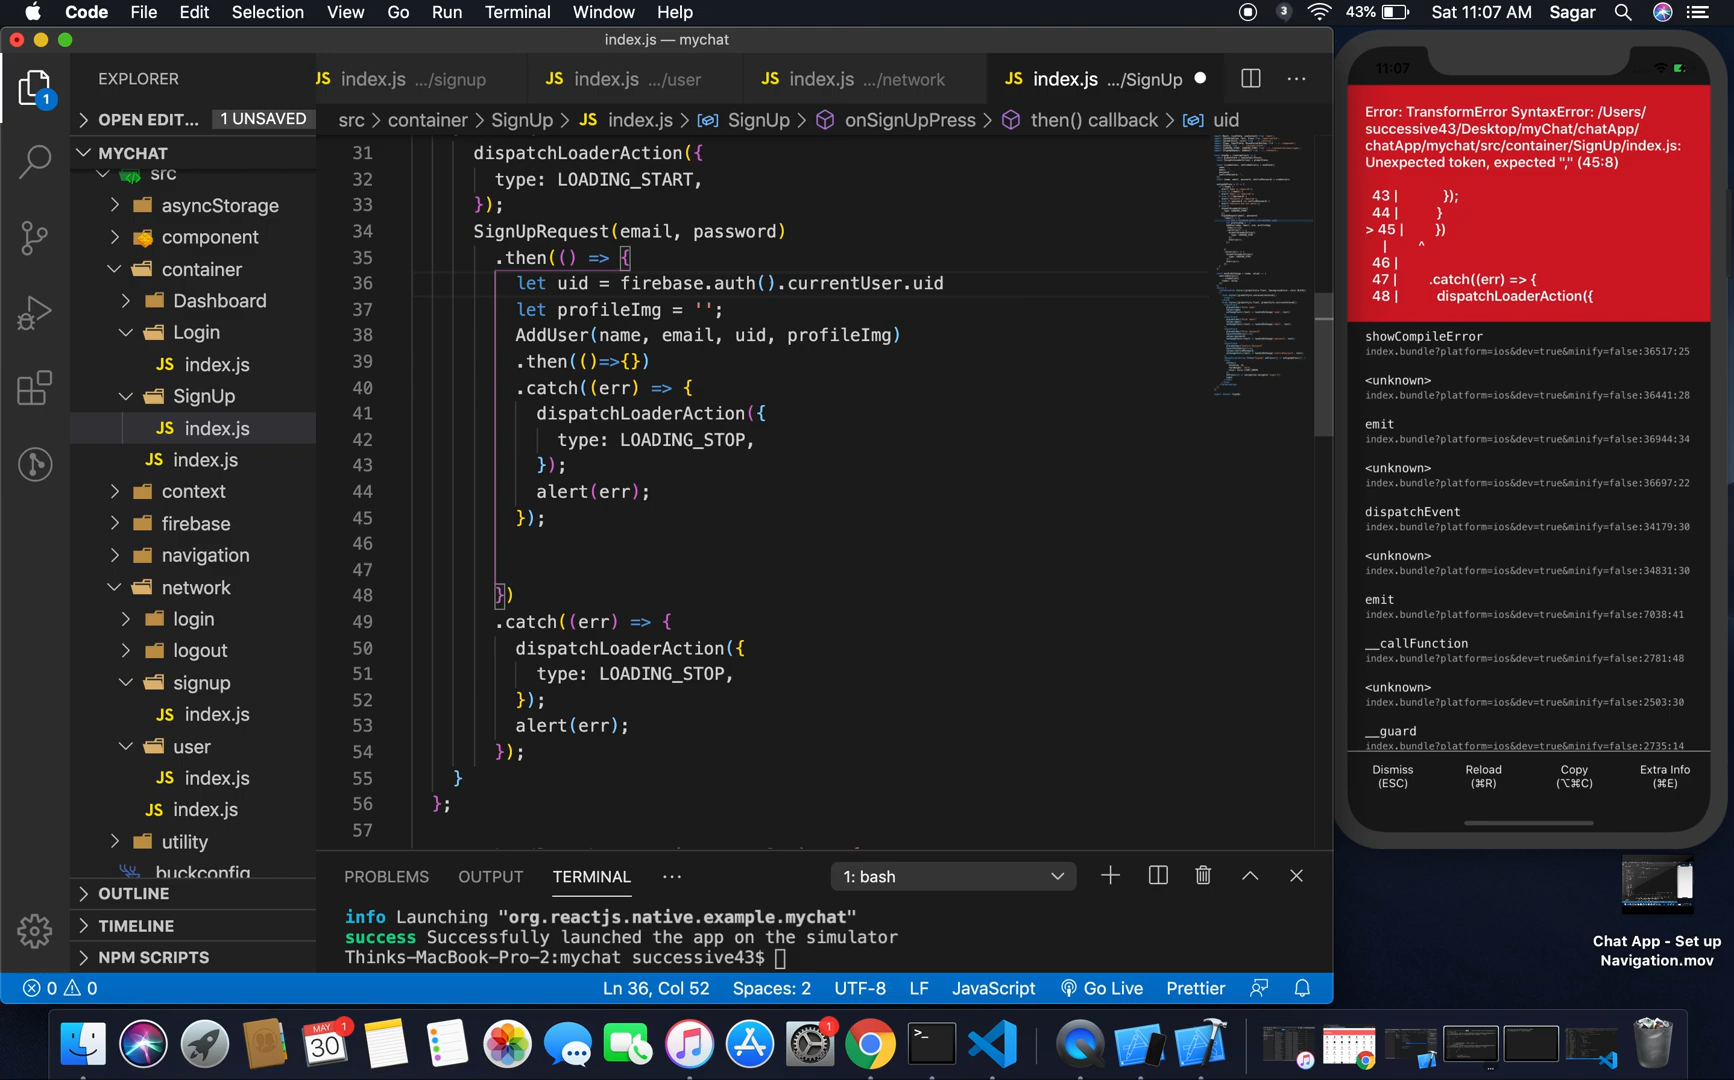 Code File Edit Selection View Go Run Terminal Window Help
3 43% Sat 11:07 AM Sagar
index.js — mychat
1
EXPLORER
OPEN EDIT... 1 UNSAVED
MYCHAT
src
asyncStorage
component
container
Dashboard
Login
JS index.js
SignUp
JS index.js
JS index.js
context
firebase
navigation
network
login
logout
signup
JS index.js
user
JS index.js
JS index.js
utility
buckconfig
OUTLINE
TIMELINE
NPM SCRIPTS
JS index.js .../signup JS index.js .../user JS index.js .../network JS index.js .../SignUp ...
src > container > SignUp > JS index.js > SignUp > onSignUpPress > then() callback > uid
31 dispatchLoaderAction({
32 type: LOADING_START,
33 });
34 SignUpRequest(email, password)
35 .then(() => {
36 let uid = firebase.auth().currentUser.uid
37 let profileImg = '';
38 AddUser(name, email, uid, profileImg)
39 .then(()=>{})
40 .catch((err) => {
41 dispatchLoaderAction({
42 type: LOADING_STOP,
43 });
44 alert(err);
45 });
46
47
48 })
49 .catch((err) => {
50 dispatchLoaderAction({
51 type: LOADING_STOP,
52 });
53 alert(err);
54 });
55 }
56 };
57
PROBLEMS OUTPUT TERMINAL ... 1: bash
info Launching "org.reactjs.native.example.mychat"
success Successfully launched the app on the simulator
Thinks-MacBook-Pro-2:mychat successive43$
0 0 Ln 36, Col 52 Spaces: 2 UTF-8 LF JavaScript Go Live Prettier
11:07
Error: TransformError SyntaxError: /Users/
successive43/Desktop/myChat/chatApp/
chatApp/mychat/src/container/SignUp/index.js:
Unexpected token, expected "," (45:8)
43 | });
44 | }
> 45 | })
| ^
46 |
47 | .catch((err) => {
48 | dispatchLoaderAction({
showCompileError
index.bundle?platform=ios&dev=true&minify=false:36517:25
<unknown>
index.bundle?platform=ios&dev=true&minify=false:36441:28
emit
index.bundle?platform=ios&dev=true&minify=false:36944:34
<unknown>
index.bundle?platform=ios&dev=true&minify=false:36697:22
dispatchEvent
index.bundle?platform=ios&dev=true&minify=false:34179:30
<unknown>
index.bundle?platform=ios&dev=true&minify=false:34831:30
emit
index.bundle?platform=ios&dev=true&minify=false:7038:41
__callFunction
index.bundle?platform=ios&dev=true&minify=false:2781:48
<unknown>
index.bundle?platform=ios&dev=true&minify=false:2503:30
__guard
index.bundle?platform=ios&dev=true&minify=false:2735:14
Dismiss Reload Copy Extra Info
(ESC) (⌘R) (⌥⌘C) (⌘E)
Chat App - Set up
Navigation.mov
MAY 30 1 1